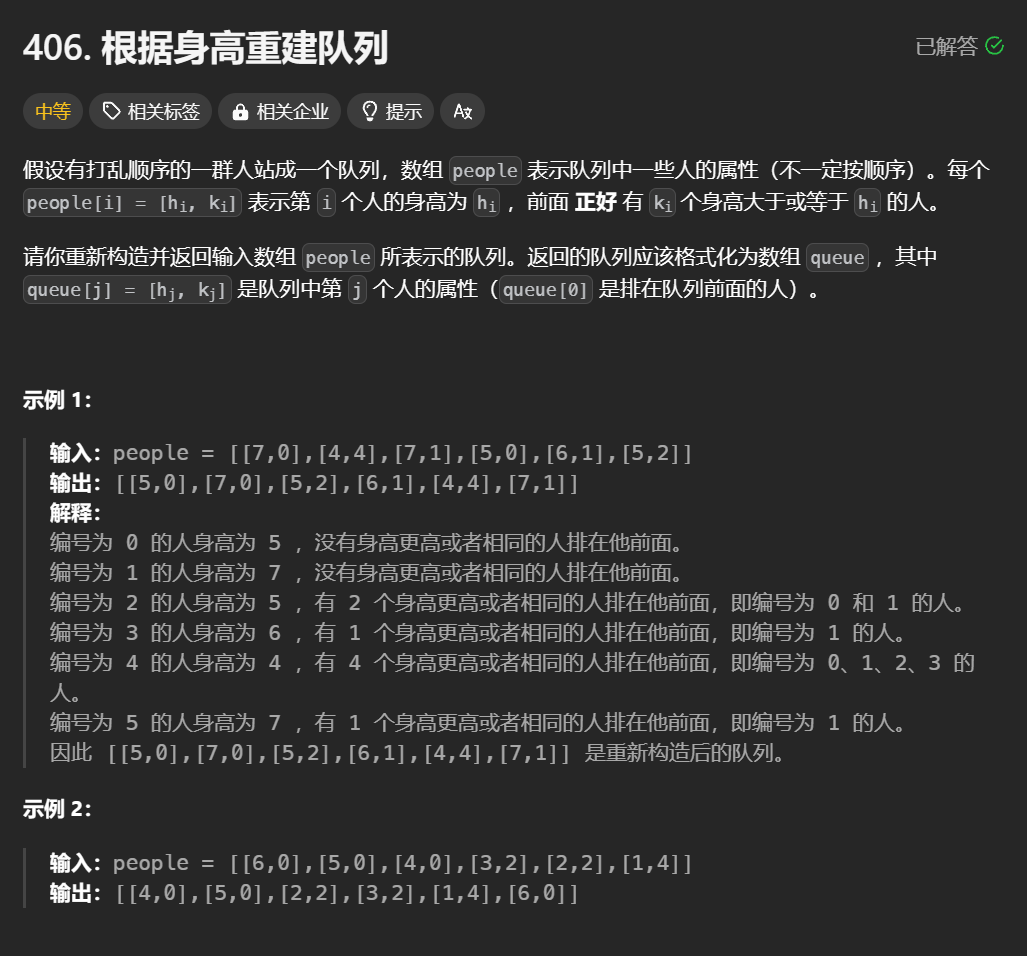 406. 根据身高重建队列
已解答
中等
相关标签
相关企业
提示
Ax
假设有打乱顺序的一群人站成一个队列，数组 people 表示队列中一些人的属性（不一定按顺序）。每个
people[i] = [hi, ki] 表示第 i 个人的身高为 hi ，前面 正好 有 ki 个身高大于或等于 hi 的人。
请你重新构造并返回输入数组 people 所表示的队列。返回的队列应该格式化为数组 queue ，其中
queue[j] = [hj, kj] 是队列中第 j 个人的属性（queue[0] 是排在队列前面的人）。
示例 1：
输入：people = [[7,0],[4,4],[7,1],[5,0],[6,1],[5,2]]
输出：[[5,0],[7,0],[5,2],[6,1],[4,4],[7,1]]
解释：
编号为 0 的人身高为 5 ，没有身高更高或者相同的人排在他前面。
编号为 1 的人身高为 7 ，没有身高更高或者相同的人排在他前面。
编号为 2 的人身高为 5 ，有 2 个身高更高或者相同的人排在他前面，即编号为 0 和 1 的人。
编号为 3 的人身高为 6 ，有 1 个身高更高或者相同的人排在他前面，即编号为 1 的人。
编号为 4 的人身高为 4 ，有 4 个身高更高或者相同的人排在他前面，即编号为 0、1、2、3 的
人。
编号为 5 的人身高为 7 ，有 1 个身高更高或者相同的人排在他前面，即编号为 1 的人。
因此 [[5,0],[7,0],[5,2],[6,1],[4,4],[7,1]] 是重新构造后的队列。
示例 2：
输入：people = [[6,0],[5,0],[4,0],[3,2],[2,2],[1,4]]
输出：[[4,0],[5,0],[2,2],[3,2],[1,4],[6,0]]